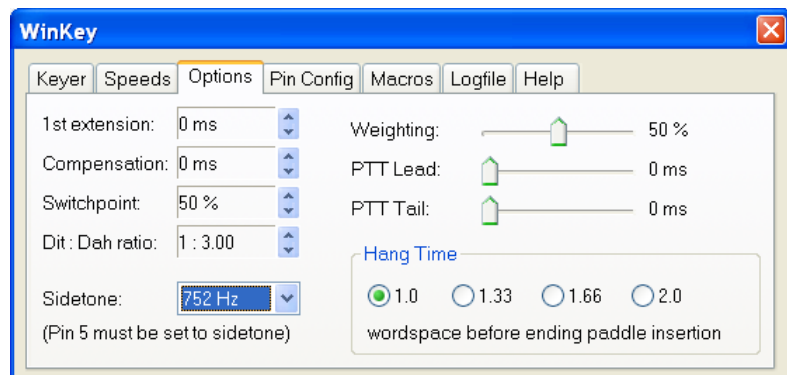 WinKey
Keyer Speeds Options Pin Config Macros Logfile Help
1st extension: 0 ms
Compensation: 0 ms
Switchpoint: 50 %
Dit : Dah ratio: 1 : 3.00
Sidetone: 752 Hz
(Pin 5 must be set to sidetone)
Weighting: 50 %
PTT Lead: 0 ms
PTT Tail: 0 ms
Hang Time
1.0 1.33 1.66 2.0
wordspace before ending paddle insertion